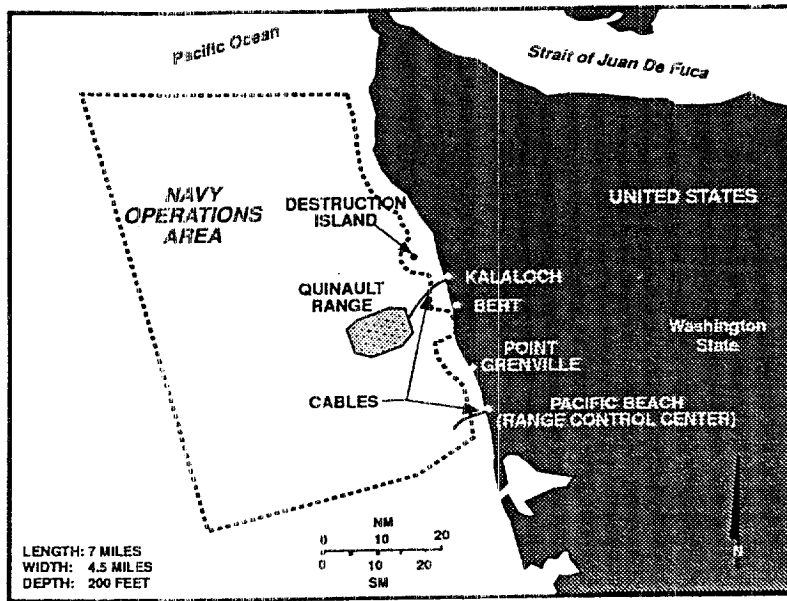 Pacific Ocean
Strait of Juan De Fuca
NAVY
OPERATIONS
AREA
DESTRUCTION
ISLAND
UNITED STATES
QUINAULT
RANGE
KALALOCH
BERT
Washington
State
POINT
GRENVILLE
CABLES
PACIFIC BEACH
(RANGE CONTROL CENTER)
NM
0 10 20
0 10 20
SM
LENGTH: 7 MILES
WIDTH: 4.5 MILES
DEPTH: 200 FEET
N